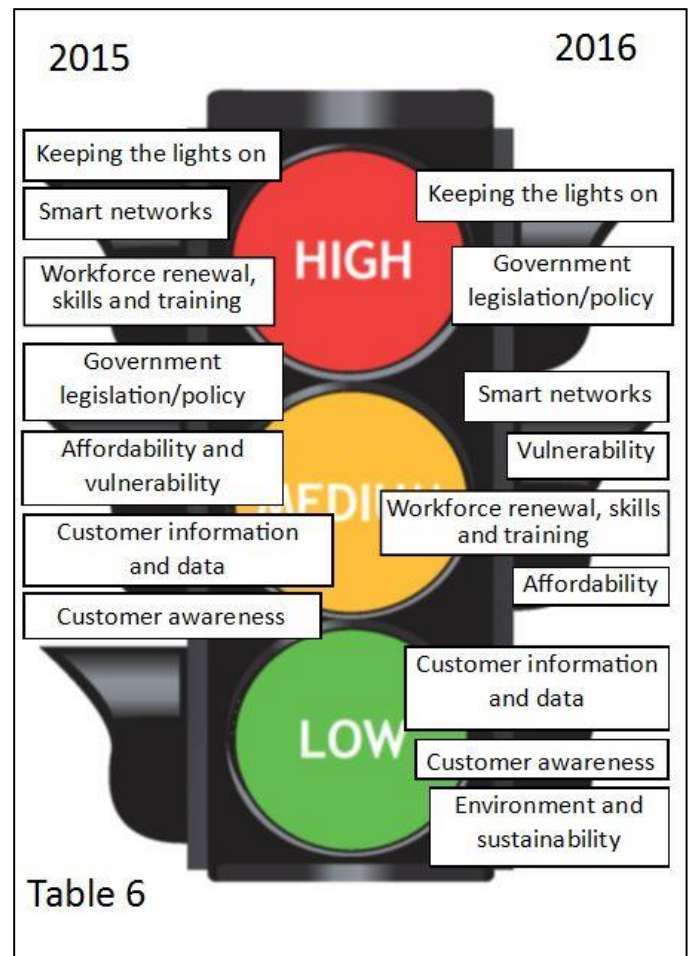 2015
2016
Keeping the lights on
Smart networks
Workforce renewal,
skills and training
Government
legislation/policy
Affordability and
vulnerability
Customer information
and data
Customer awareness
HIGH
MEDIUM
LOW
Keeping the lights on
Government
legislation/policy
Smart networks
Vulnerability
Workforce renewal, skills
and training
Affordability
Customer information
and data
Customer awareness
Environment and
sustainability
Table 6